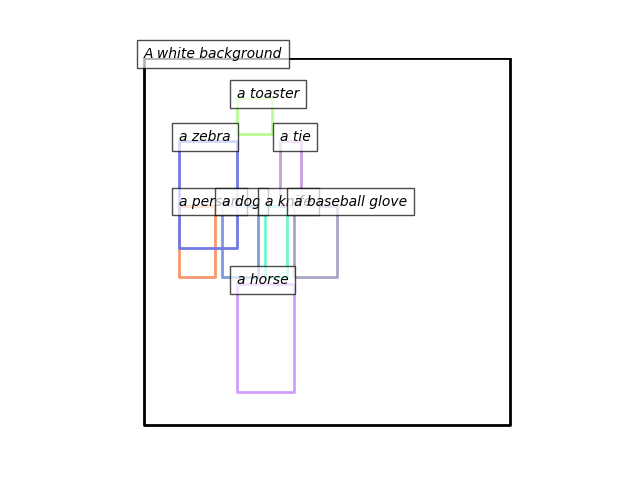 A white background
a toaster
a zebra
a tie
a person
a dog
a knife
a baseball glove
a horse